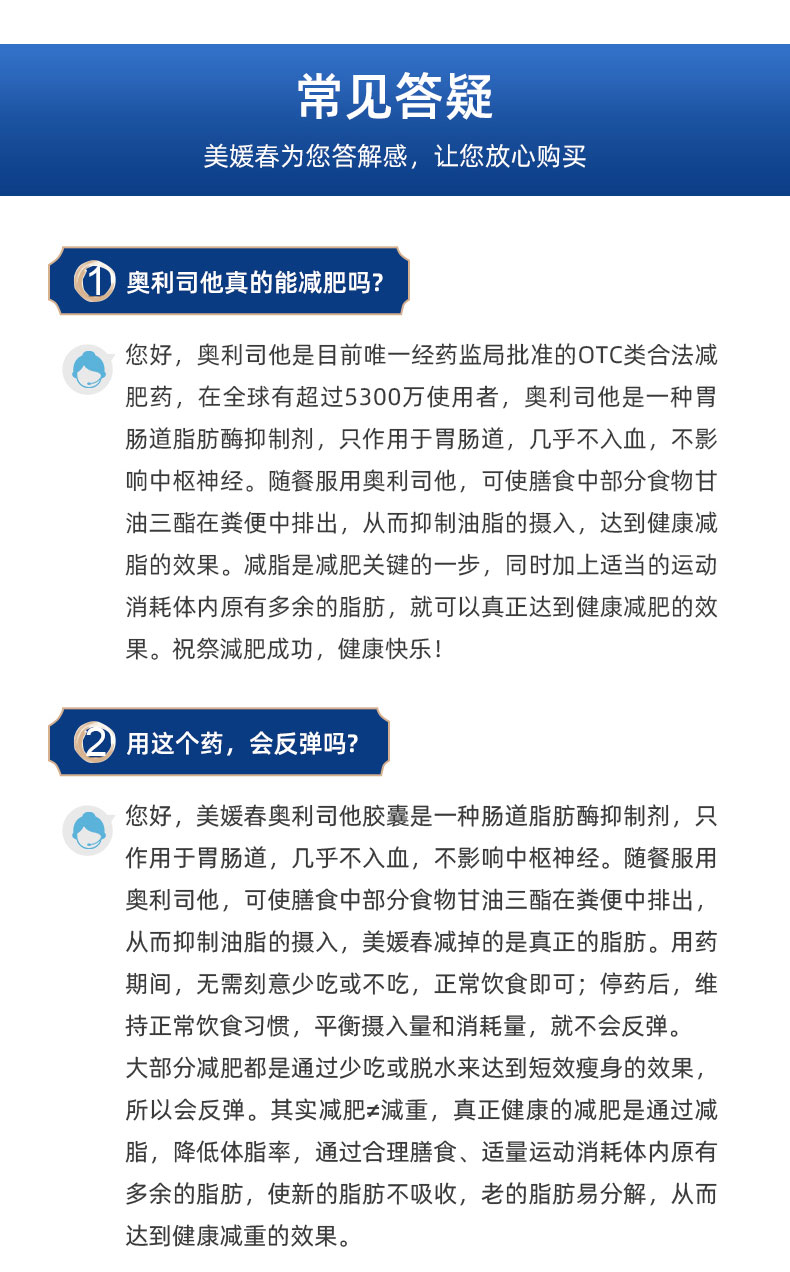 常见答疑
美媛春为您答解感，让您放心购买
1 奥利司他真的能减肥吗？
您好，奥利司他是目前唯一经药监局批准的OTC类合法减
肥药，在全球有超过5300万使用者，奥利司他是一种胃
肠道脂肪酶抑制剂，只作用于胃肠道，几乎不入血，不影
响中枢神经。随餐服用奥利司他，可使膳食中部分食物甘
油三酯在粪便中排出，从而抑制油脂的摄入，达到健康减
脂的效果。减脂是减肥关键的一步，同时加上适当的运动
消耗体内原有多余的脂肪，就可以真正达到健康减肥的效
果。祝祭減肥成功，健康快乐！
2 用这个药，会反弹吗？
您好，美媛春奥利司他胶囊是一种肠道脂肪酶抑制剂，只
作用于胃肠道，几乎不入血，不影响中枢神经。随餐服用
奥利司他，可使膳食中部分食物甘油三酯在粪便中排出，
从而抑制油脂的摄入，美媛春减掉的是真正的脂肪。用药
期间，无需刻意少吃或不吃，正常饮食即可；停药后，维
持正常饮食习惯，平衡摄入量和消耗量，就不会反弹。
大部分减肥都是通过少吃或脱水来达到短效瘦身的效果，
所以会反弹。其实减肥≠減重，真正健康的减肥是通过减
脂，降低体脂率，通过合理膳食、适量运动消耗体内原有
多余的脂肪，使新的脂肪不吸收，老的脂肪易分解，从而
达到健康减重的效果。